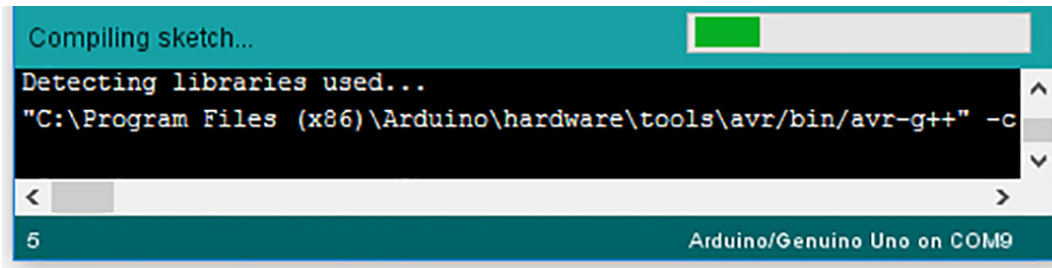 Compiling sketch...
Detecting libraries used...
"C:\Program Files (x86)\Arduino\hardware\tools\avr/bin/avr-g++" -c
5
Arduino/Genuino Uno on COM9